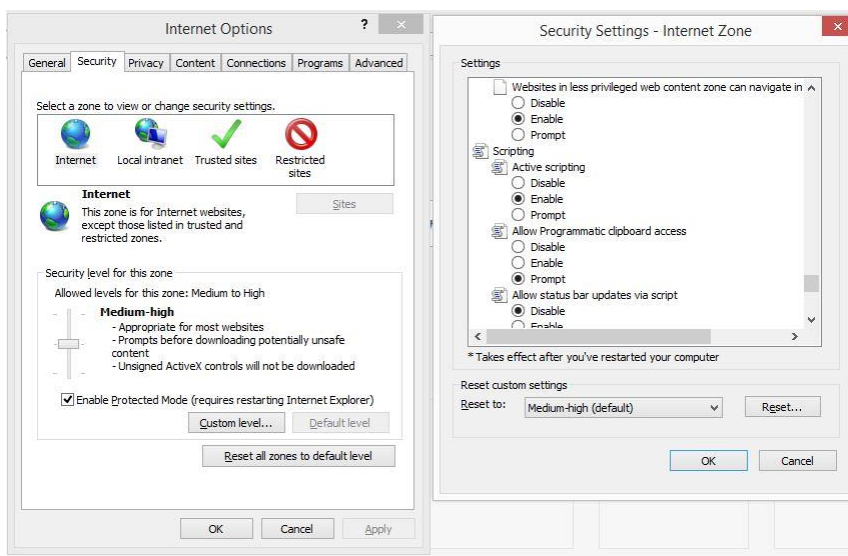 Internet Options
?
×
General Security Privacy Content Connections Programs Advanced
Select a zone to view or change security settings.
Internet Local intranet Trusted sites Restricted
sites
Internet
This zone is for Internet websites,
except those listed in trusted and
restricted zones.
Sites
Security level for this zone
Allowed levels for this zone: Medium to High
Medium-high
- Appropriate for most websites
- Prompts before downloading potentially unsafe
content
- Unsigned ActiveX controls will not be downloaded
Enable Protected Mode (requires restarting Internet Explorer)
Custom level... Default level
Reset all zones to default level
OK Cancel Apply
Security Settings - Internet Zone
×
Settings
Websites in less privileged web content zone can navigate in
Disable
Enable
Prompt
Scripting
Active scripting
Disable
Enable
Prompt
Allow Programmatic clipboard access
Disable
Enable
Prompt
Allow status bar updates via script
Disable
Enable
* Takes effect after you've restarted your computer
Reset custom settings
Reset to: Medium-high (default) Reset...
OK Cancel